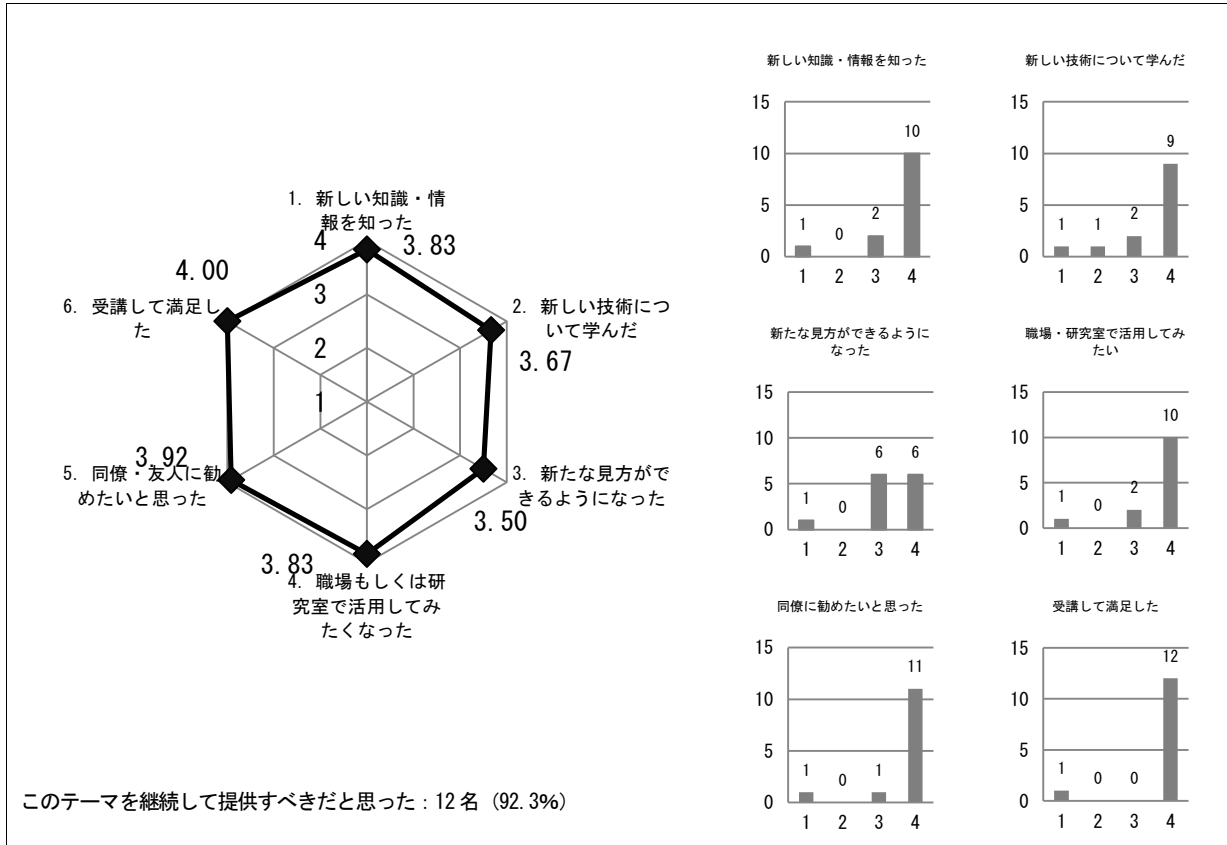 1. 新しい知識・情
報を知った
4
3.83
4.00
6. 受講して満足し
た
3
2. 新しい技術につ
いて学んだ
2
3.67
1
3.92
5. 同僚・友人に勧
めたいと思った
3. 新たな見方がで
きるようになった
3.50
3.83
4. 職場もしくは研
究室で活用してみ
たくなった
このテーマを継続して提供すべきだと思った：12名（92.3%）
新しい知識・情報を知った
15
10
5
0
1
0
2
10
1 2 3 4
新しい技術について学んだ
15
10
5
0
1
1
2
9
1 2 3 4
新たな見方ができるように
なった
15
10
5
0
1
0
6
6
1 2 3 4
職場・研究室で活用してみ
たい
15
10
5
0
1
0
2
10
1 2 3 4
同僚に勧めたいと思った
15
10
5
0
1
0
1
11
1 2 3 4
受講して満足した
15
10
5
0
1
0
0
12
1 2 3 4